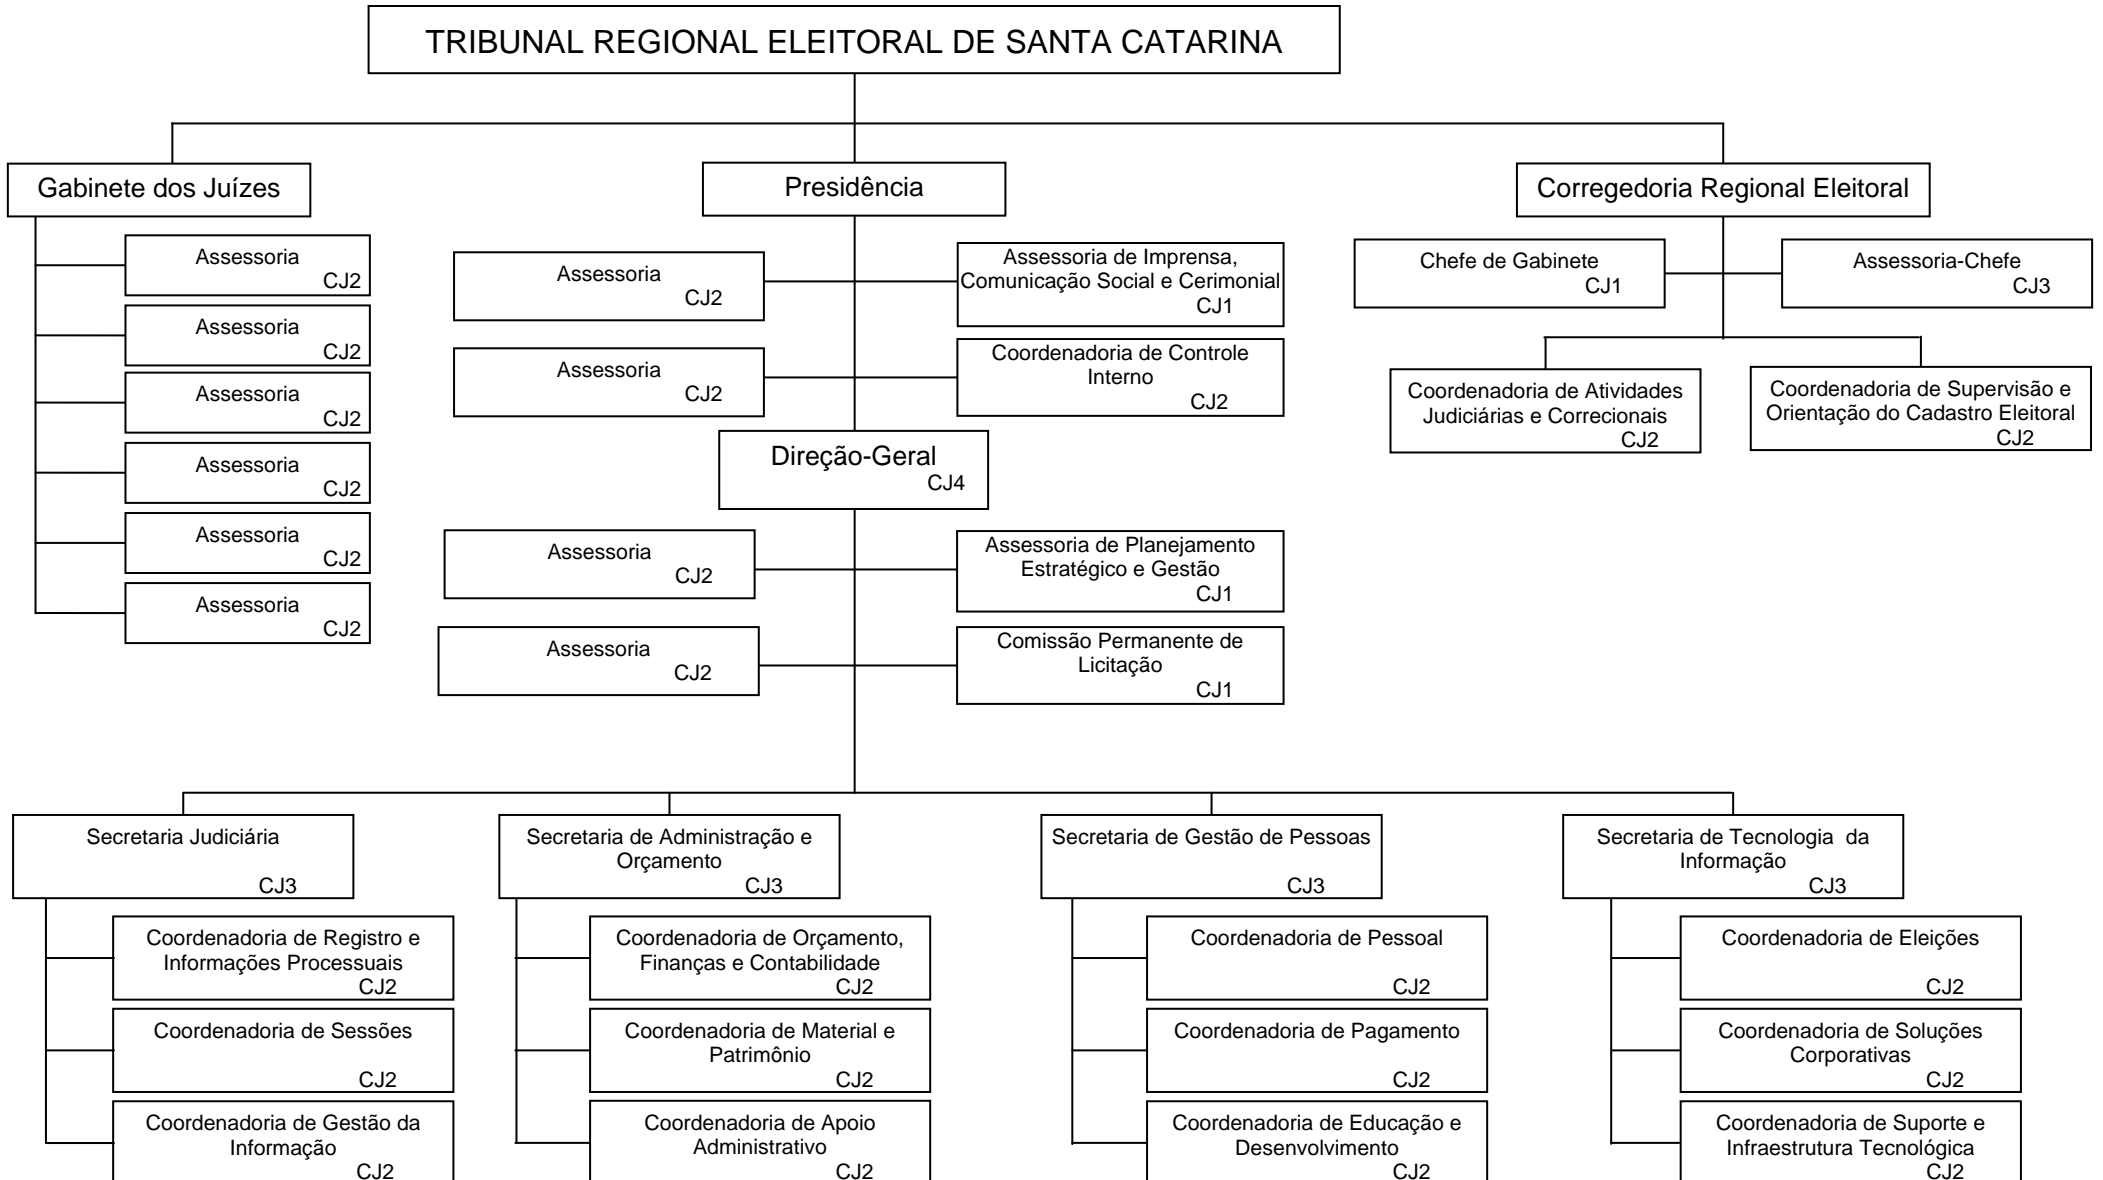 TRIBUNAL REGIONAL ELEITORAL DE SANTA CATARINA
Gabinete dos Juízes
Assessoria
CJ2
Assessoria
CJ2
Assessoria
CJ2
Assessoria
CJ2
Assessoria
CJ2
Assessoria
CJ2
Presidência
Assessoria
CJ2
Assessoria de Imprensa,
Comunicação Social e Cerimonial
CJ1
Assessoria
CJ2
Coordenadoria de Controle
Interno
CJ2
Direção-Geral
CJ4
Assessoria
CJ2
Assessoria de Planejamento
Estratégico e Gestão
CJ1
Assessoria
CJ2
Comissão Permanente de
Licitação
CJ1
Corregedoria Regional Eleitoral
Chefe de Gabinete
CJ1
Assessoria-Chefe
CJ3
Coordenadoria de Atividades
Judiciárias e Correcionais
CJ2
Coordenadoria de Supervisão e
Orientação do Cadastro Eleitoral
CJ2
Secretaria Judiciária
CJ3
Coordenadoria de Registro e
Informações Processuais
CJ2
Coordenadoria de Sessões
CJ2
Coordenadoria de Gestão da
Informação
CJ2
Secretaria de Administração e
Orçamento
CJ3
Coordenadoria de Orçamento,
Finanças e Contabilidade
CJ2
Coordenadoria de Material e
Patrimônio
CJ2
Coordenadoria de Apoio
Administrativo
CJ2
Secretaria de Gestão de Pessoas
CJ3
Coordenadoria de Pessoal
CJ2
Coordenadoria de Pagamento
CJ2
Coordenadoria de Educação e
Desenvolvimento
CJ2
Secretaria de Tecnologia da
Informação
CJ3
Coordenadoria de Eleições
CJ2
Coordenadoria de Soluções
Corporativas
CJ2
Coordenadoria de Suporte e
Infraestrutura Tecnológica
CJ2